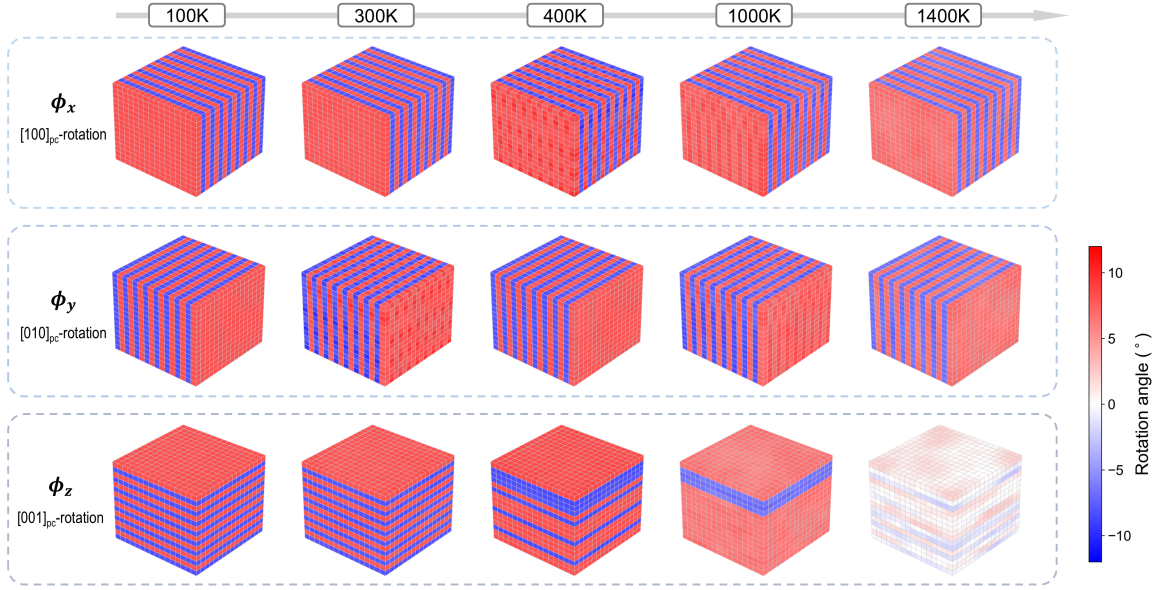 100K 300K 400K 1000K 1400K
ϕx
[100]pc-rotation
ϕy
[010]pc-rotation
ϕz
[001]pc-rotation
10
5
0
−5
−10
Rotation angle ( ° )